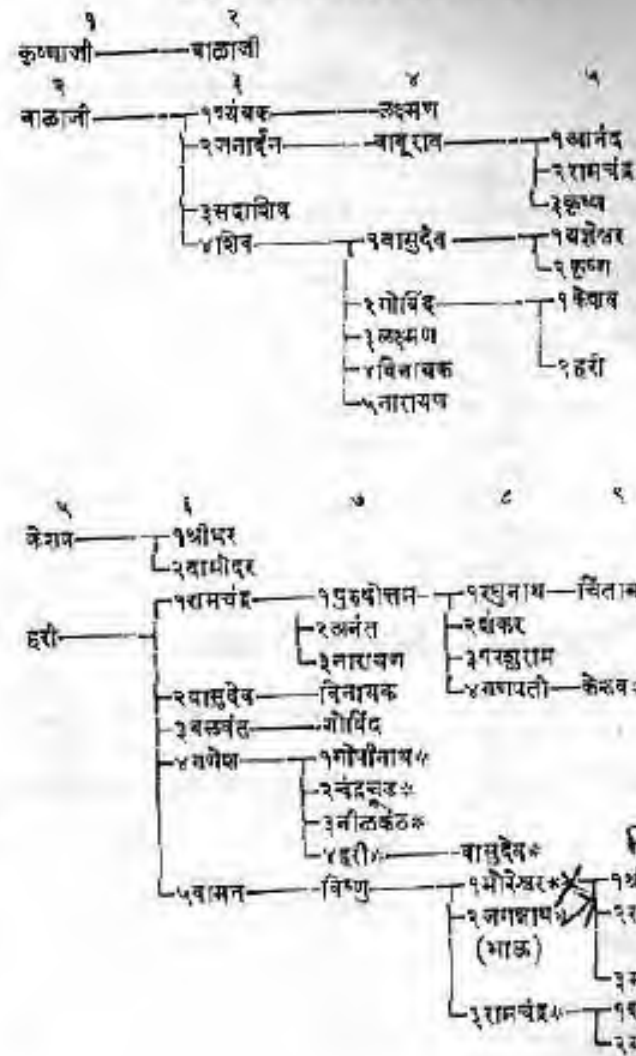 १ २
कृष्णाजी बाळाजी
२ ३ ४ ५
बाळाजी १त्र्यंबक लक्ष्मण
२जनार्दन बाबूराव १आनंद
२रामचंद्र
३सदाशिव ३कृष्ण
४शिव १वासुदेव १यज्ञेश्वर
२कृष्ण
२गोविंद १केशव
३लक्ष्मण
४विनायक २हरी
५नारायण
५ ६ ७ ८ ९
केशव १श्रीधर
२दामोदर
१रामचंद्र १पुरुषोत्तम १रघुनाथ
हरी २अनंत २शंकर
३नारायण ३परशुराम
२वासुदेव विनायक ४गणपती केशव*
३बळवंत गोविंद
४गणेश १गोपीनाथ*
२चंद्रचूड*
३नीळकंठ*
४हरी* वासुदेव*
५वामन विष्णु १मोरेश्वर*
२जगन्नाथ*
(भाऊ)
३रामचंद्र*